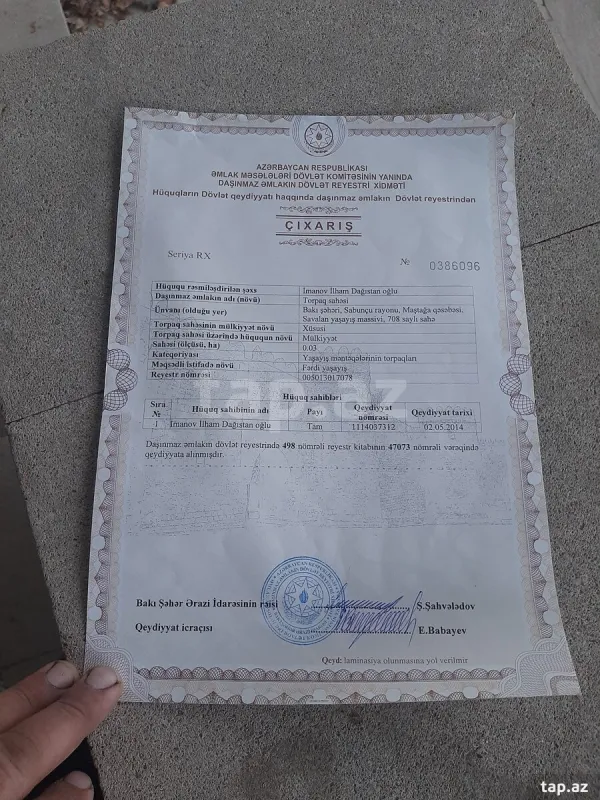 AZƏRBAYCAN RESPUBLIKASI
ƏMLAK MƏSƏLƏLƏRİ DÖVLƏT KOMİTƏSİNİN YANINDA
DAŞINMAZ ƏMLAKIN DÖVLƏT REYESTRİ XİDMƏTİ
Hüquqların Dövlət qeydiyyatı haqqında daşınmaz əmlakın Dövlət reyestrindən
ÇIXARIŞ
Seriya RX № 0386096
Hüququ rəsmiləşdirilən şəxs İmanov İlham Dağıstan oğlu
Daşınmaz əmlakın adı (növü) Torpaq sahəsi
Ünvanı (olduğu yer) Bakı şəhəri, Sabunçu rayonu, Maştağa qəsəbəsi,
Savalan yaşayış massivi, 708 saylı sahə
Torpaq sahəsinin mülkiyyət növü Xüsusi
Torpaq sahəsi üzərində hüququn növü Mülkiyyət
Sahəsi (ölçüsü, ha) 0.03
Kateqoriyası Yaşayış məntəqələrinin torpaqları
Məqsədli istifadə növü Fərdi yaşayış
Reyestr nömrəsi 005013017078
Hüquq sahibləri
Sıra № Hüquq sahibinin adı Payı Qeydiyyat nömrəsi Qeydiyyat tarixi
1 İmanov İlham Dağıstan oğlu Tam 1114037312 02.05.2014
Daşınmaz əmlakın dövlət reyestrində 498 nömrəli reyestr kitabının 47073 nömrəli vərəqində
qeydiyyata alınmışdır.
tap.az
Bakı Şəhər Ərazi İdarəsinin rəisi Ş.Şahvələdov
Qeydiyyat icraçısı E.Babayev
Qeyd: laminasiya olunmasına yol verilmir
tap.az